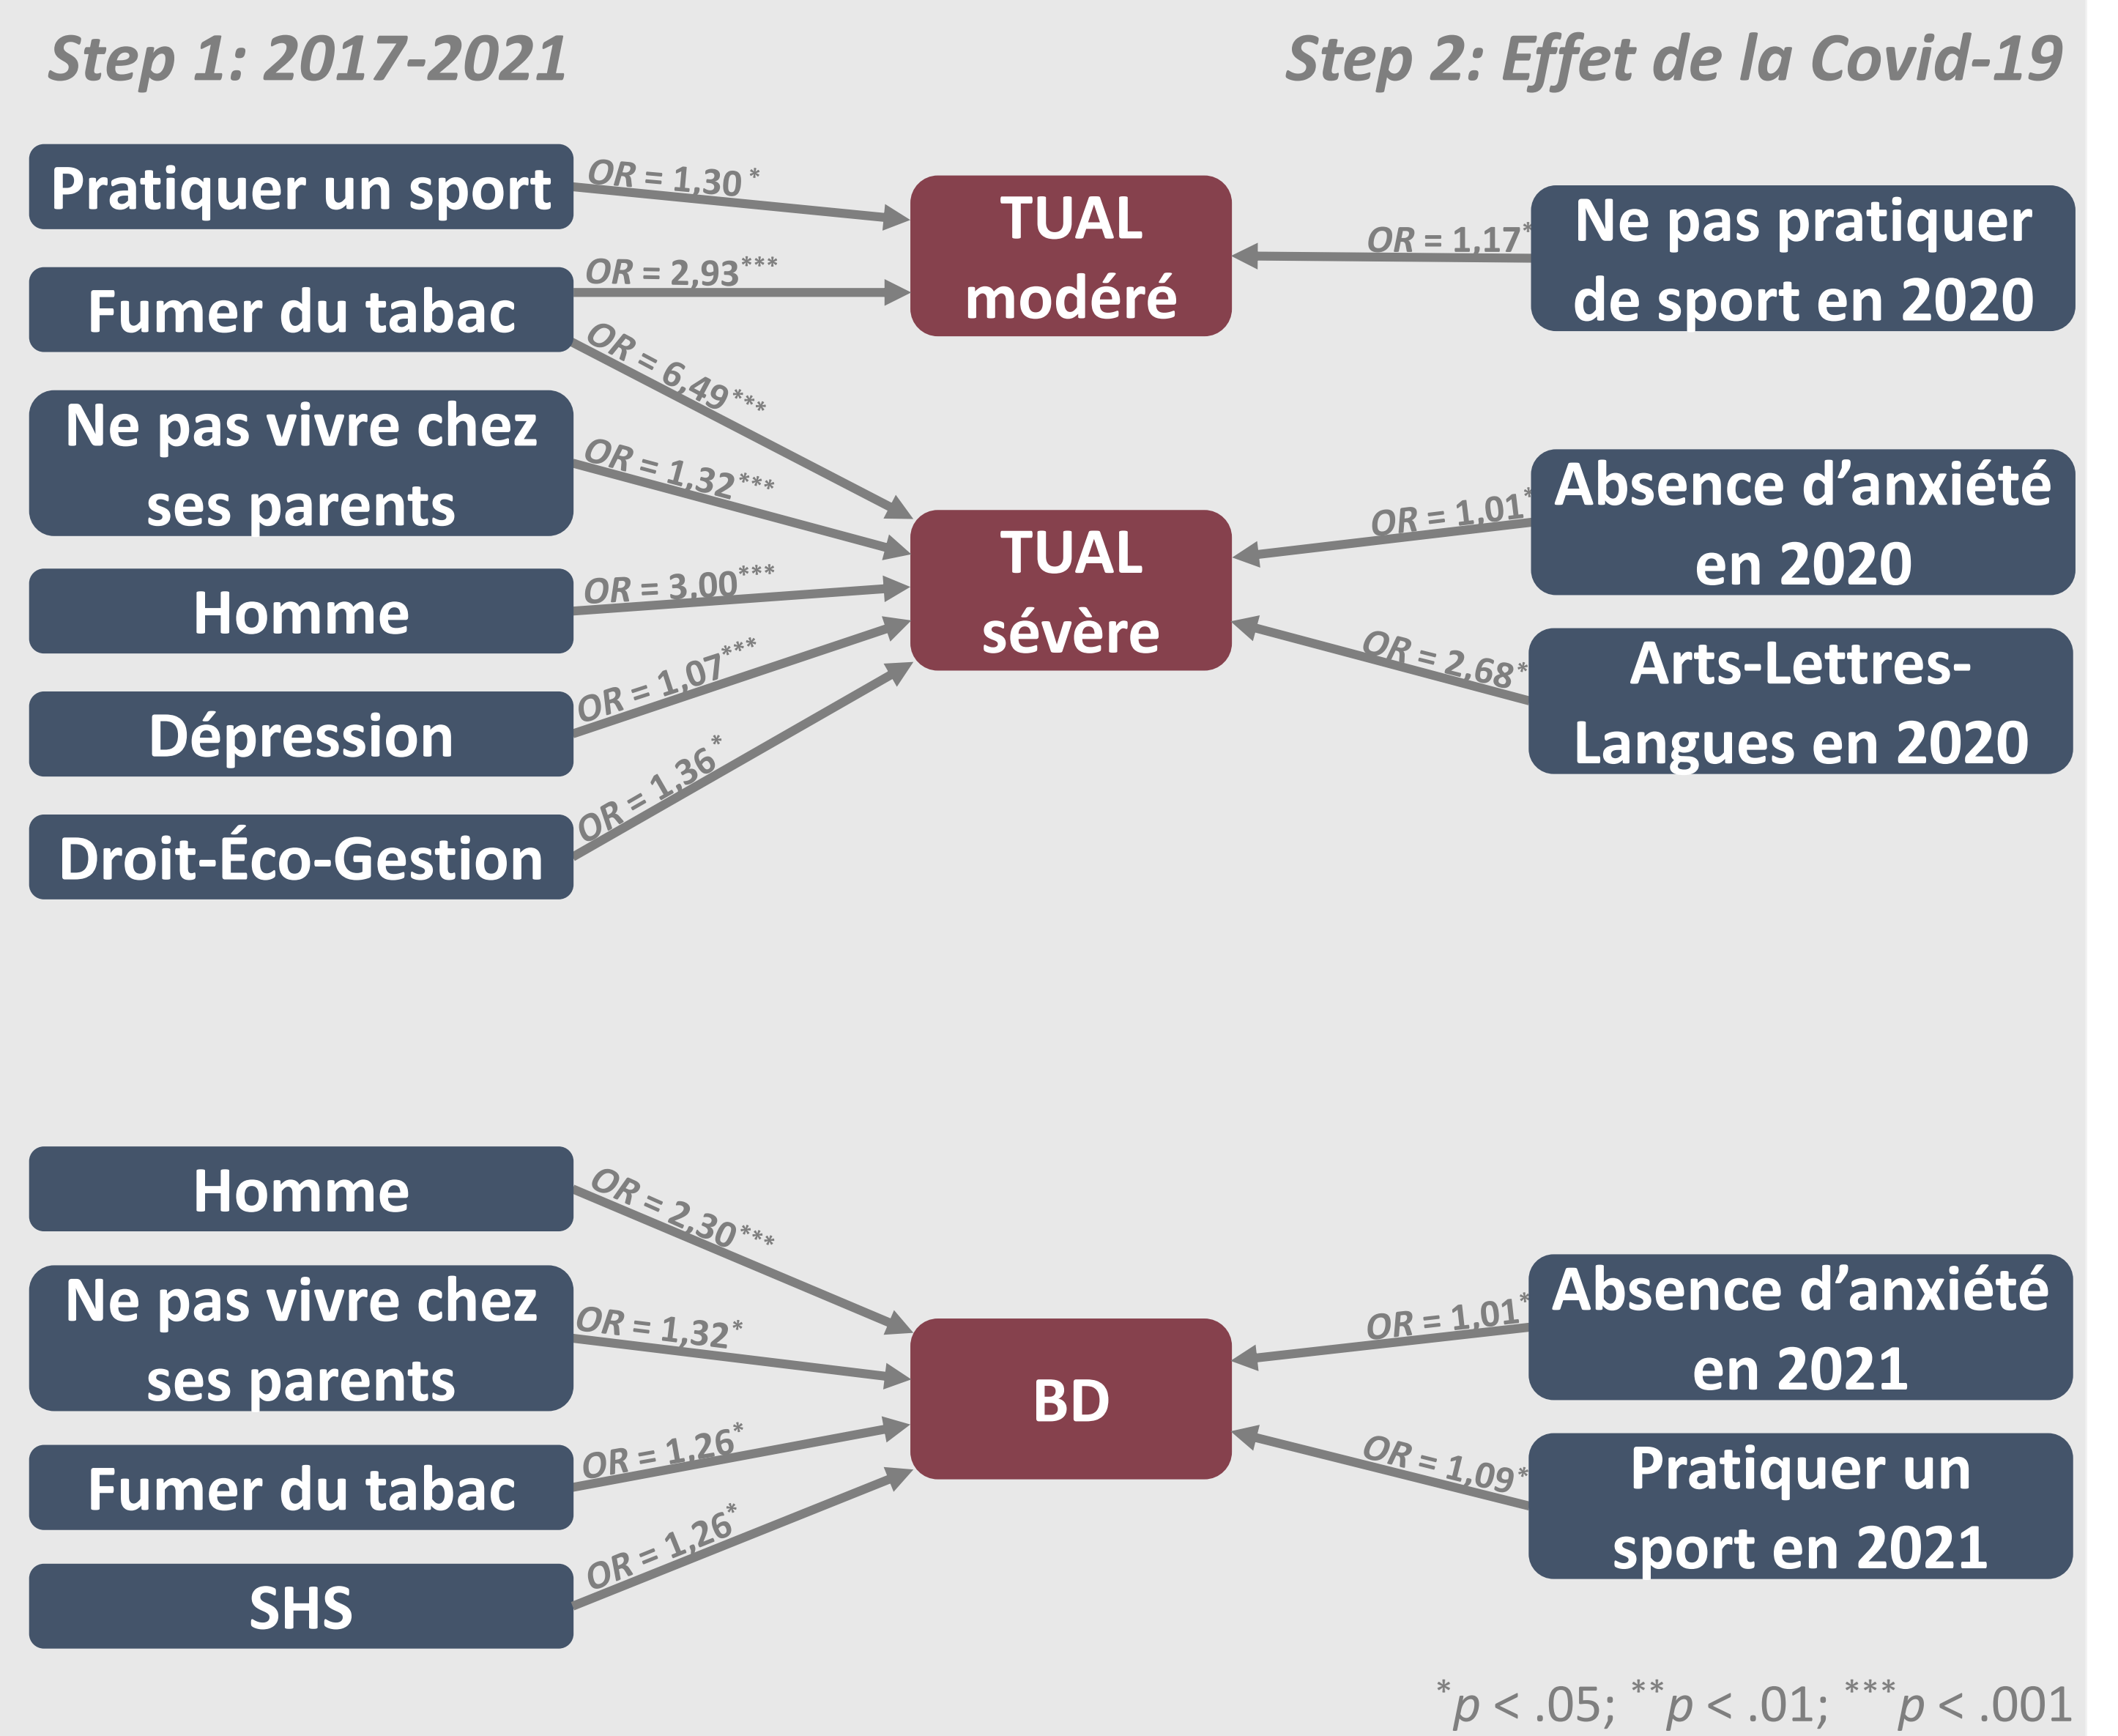 Step 1: 2017-2021
Step 2: Effet de la Covid-19
Pratiquer un sport
OR = 1,30 *
Fumer du tabac
OR = 2,93***
OR = 6,49***
Ne pas vivre chez
ses parents
OR = 1,32***
Homme
OR = 3,00***
Dépression
OR = 1,07***
Droit-Éco-Gestion
OR = 1,36 *
TUAL
modéré
TUAL
sévère
OR = 1,17*
Ne pas pratiquer
de sport en 2020
OR = 1,01*
Absence d’anxiété
en 2020
OR = 2,68*
Arts-Lettres-
Langues en 2020
Homme
OR = 2,30***
Ne pas vivre chez
ses parents
OR = 1,32*
Fumer du tabac
OR = 1,26*
SHS
OR = 1,26*
BD
OR = 1,01*
Absence d’anxiété
en 2021
OR = 1,09*
Pratiquer un
sport en 2021
*p < .05; **p < .01; ***p < .001